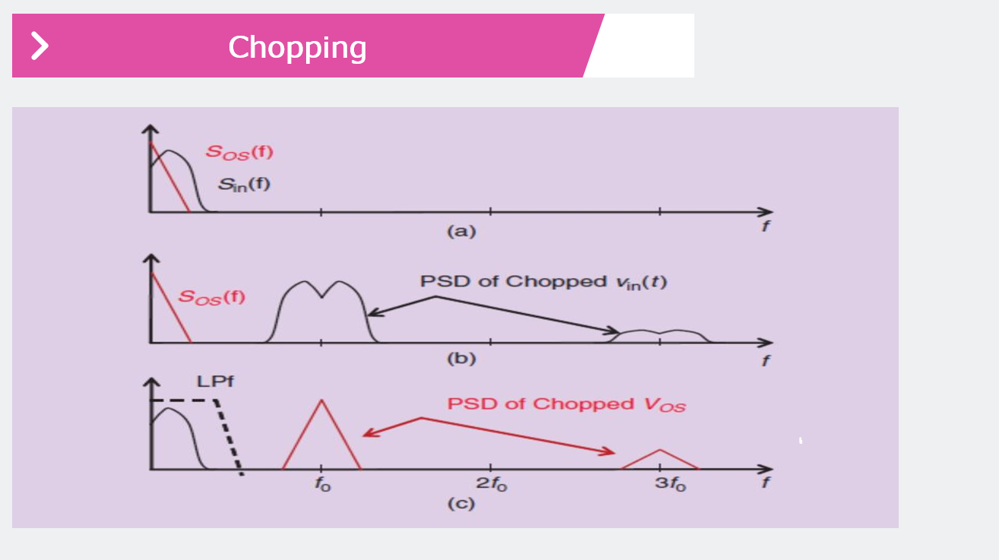 Chopping
S_OS(f)
S_in(f)
f
(a)
PSD of Chopped v_in(t)
S_OS(f)
f
(b)
LPf
PSD of Chopped V_OS
f_o 2f_o 3f_o f
(c)